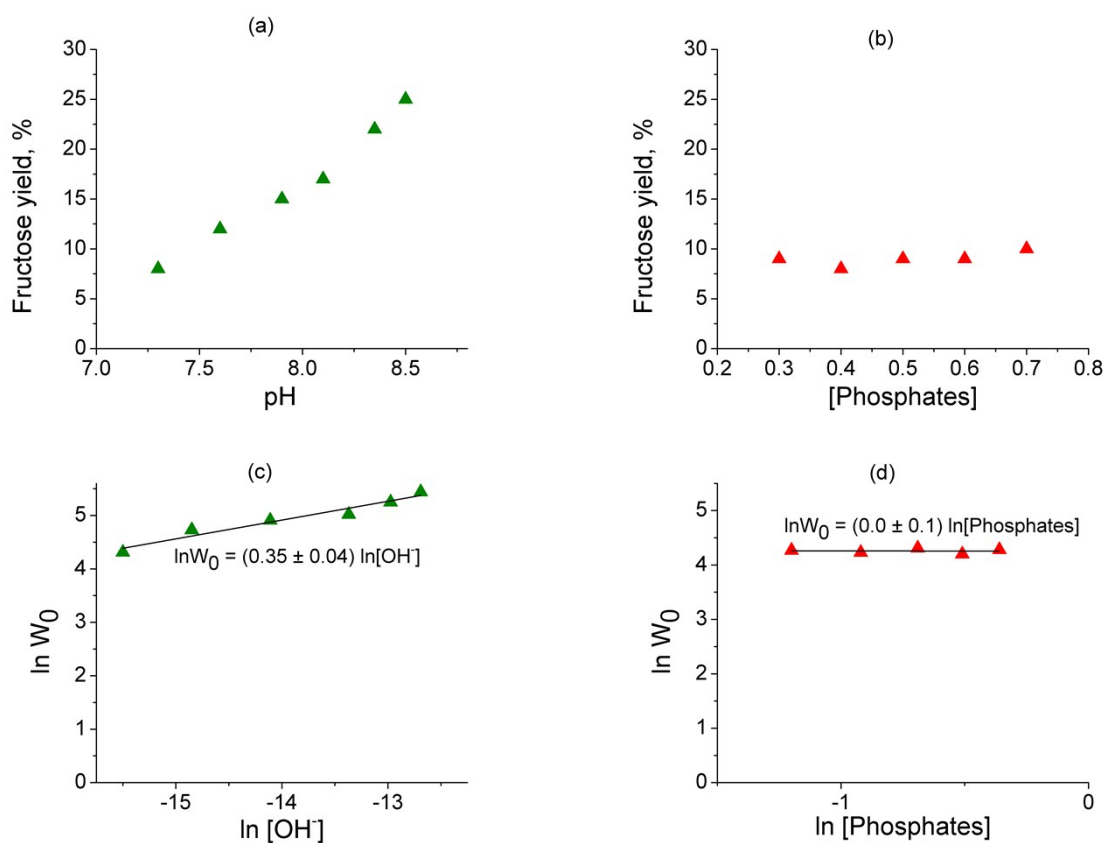 (a)
30
25
20
15
10
5
0
Fructose yield, %
7.0 7.5 8.0 8.5
pH
(b)
30
25
20
15
10
5
0
Fructose yield, %
0.2 0.3 0.4 0.5 0.6 0.7 0.8
[Phosphates]
(c)
5
4
3
2
1
0
ln W₀
lnW₀ = (0.35 ± 0.04) ln[OH⁻]
-15 -14 -13
ln [OH⁻]
(d)
5
4
3
2
1
0
ln W₀
lnW₀ = (0.0 ± 0.1) ln[Phosphates]
-1 0
ln [Phosphates]